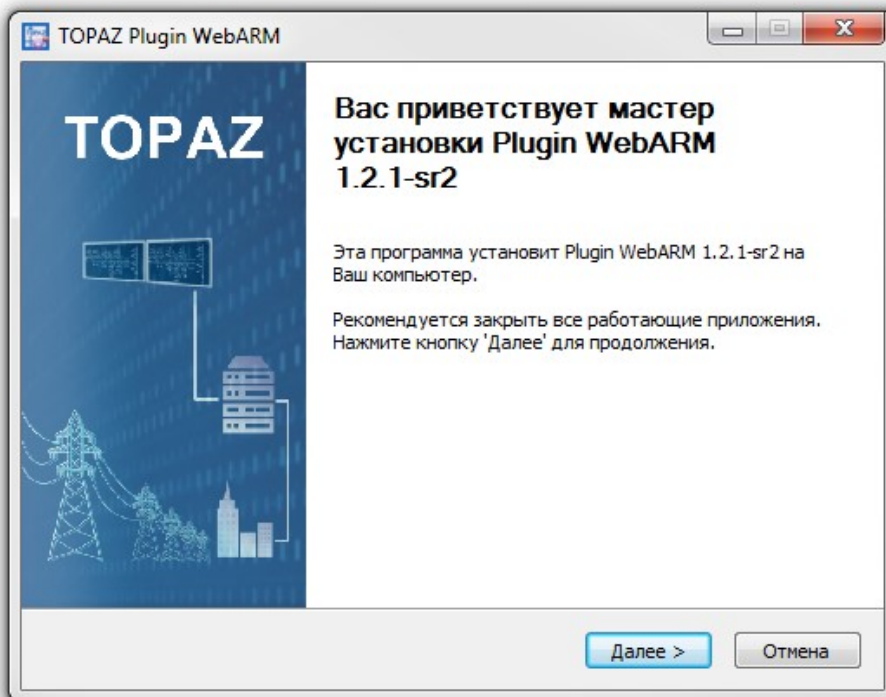 TOPAZ Plugin WebARM
TOPAZ
Вас приветствует мастер
установки Plugin WebARM
1.2.1-sr2
Эта программа установит Plugin WebARM 1.2.1-sr2 на
Ваш компьютер.
Рекомендуется закрыть все работающие приложения.
Нажмите кнопку 'Далее' для продолжения.
Далее >
Отмена